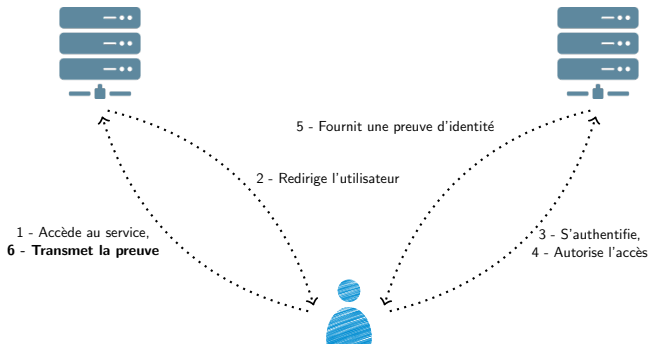 5 - Fournit une preuve d'identité
2 - Redirige l'utilisateur
1 - Accède au service,
6 - Transmet la preuve
3 - S'authentifie,
4 - Autorise l'accès